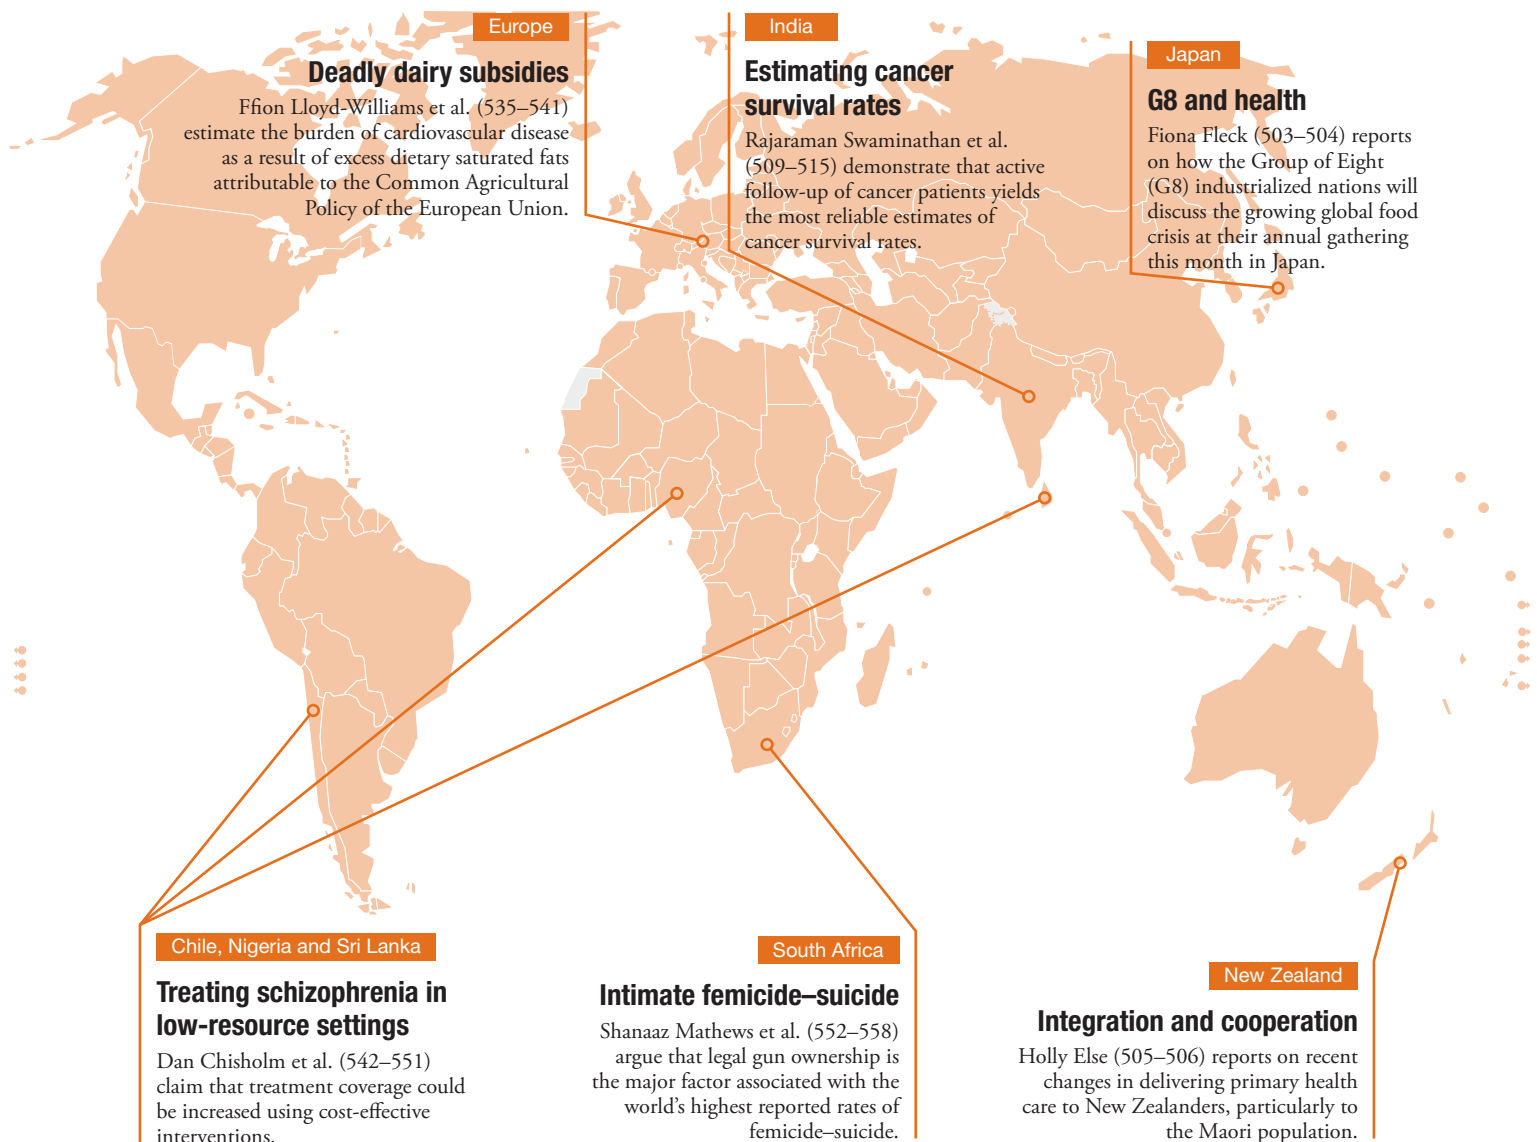 Europe
Deadly dairy subsidies
Ffion Lloyd-Williams et al. (535–541)
estimate the burden of cardiovascular disease
as a result of excess dietary saturated fats
attributable to the Common Agricultural
Policy of the European Union.
India
Estimating cancer
survival rates
Rajaraman Swaminathan et al.
(509–515) demonstrate that active
follow-up of cancer patients yields
the most reliable estimates of
cancer survival rates.
Japan
G8 and health
Fiona Fleck (503–504) reports
on how the Group of Eight
(G8) industrialized nations will
discuss the growing global food
crisis at their annual gathering
this month in Japan.
Chile, Nigeria and Sri Lanka
Treating schizophrenia in
low-resource settings
Dan Chisholm et al. (542–551)
claim that treatment coverage could
be increased using cost-effective
interventions.
South Africa
Intimate femicide–suicide
Shanaaz Mathews et al. (552–558)
argue that legal gun ownership is
the major factor associated with the
world’s highest reported rates of
femicide–suicide.
New Zealand
Integration and cooperation
Holly Else (505–506) reports on recent
changes in delivering primary health
care to New Zealanders, particularly to
the Maori population.